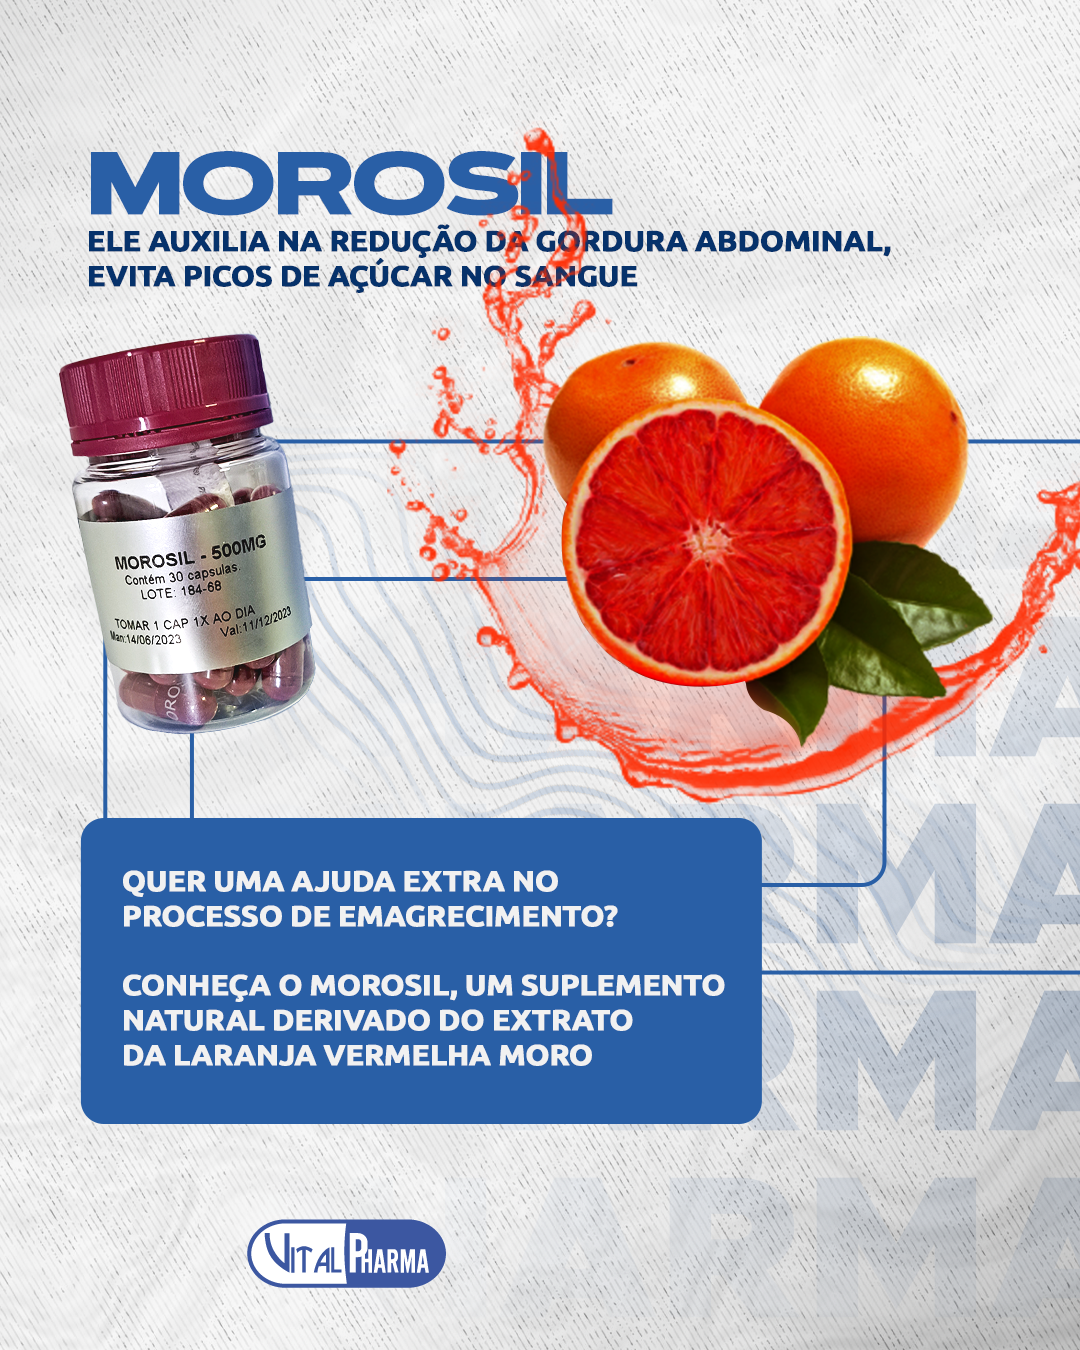 MOROSIL
ELE AUXILIA NA REDUÇÃO DA GORDURA ABDOMINAL,
EVITA PICOS DE AÇÚCAR NO SANGUE
MOROSIL - 500MG
Contém 30 capsulas.
LOTE: 184-68
TOMAR 1 CAP 1X AO DIA
Man:14/06/2023 Val:11/12/2023
QUER UMA AJUDA EXTRA NO
PROCESSO DE EMAGRECIMENTO?
CONHEÇA O MOROSIL, UM SUPLEMENTO
NATURAL DERIVADO DO EXTRATO
DA LARANJA VERMELHA MORO
VITAL PHARMA